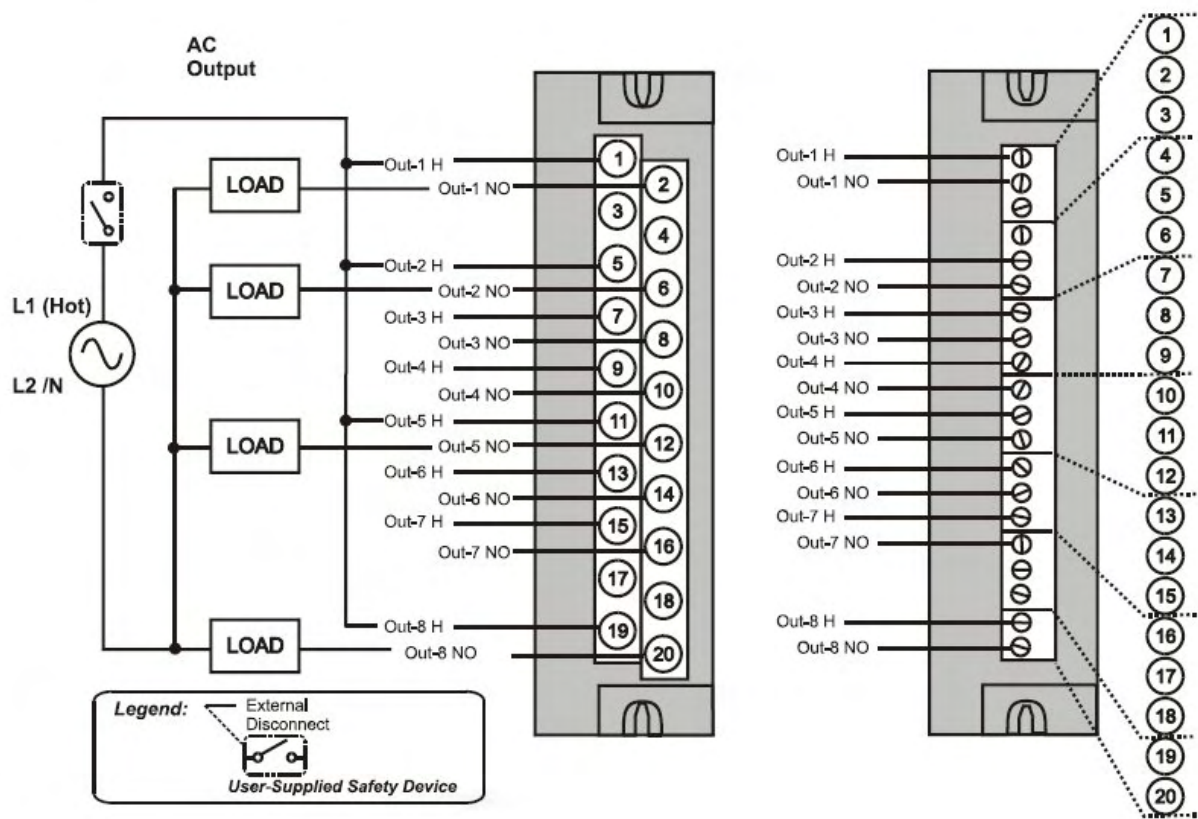 AC
Output
L1 (Hot)
L2 /N
LOAD
LOAD
LOAD
LOAD
Out-1 H
Out-1 NO
Out-2 H
Out-2 NO
Out-3 H
Out-3 NO
Out-4 H
Out-4 NO
Out-5 H
Out-5 NO
Out-6 H
Out-6 NO
Out-7 H
Out-7 NO
Out-8 H
Out-8 NO
1
2
3
4
5
6
7
8
9
10
11
12
13
14
15
16
17
18
19
20
Out-1 H
Out-1 NO
Out-2 H
Out-2 NO
Out-3 H
Out-3 NO
Out-4 H
Out-4 NO
Out-5 H
Out-5 NO
Out-6 H
Out-6 NO
Out-7 H
Out-7 NO
Out-8 H
Out-8 NO
1
2
3
4
5
6
7
8
9
10
11
12
13
14
15
16
17
18
19
20
Legend:
External
Disconnect
User-Supplied Safety Device